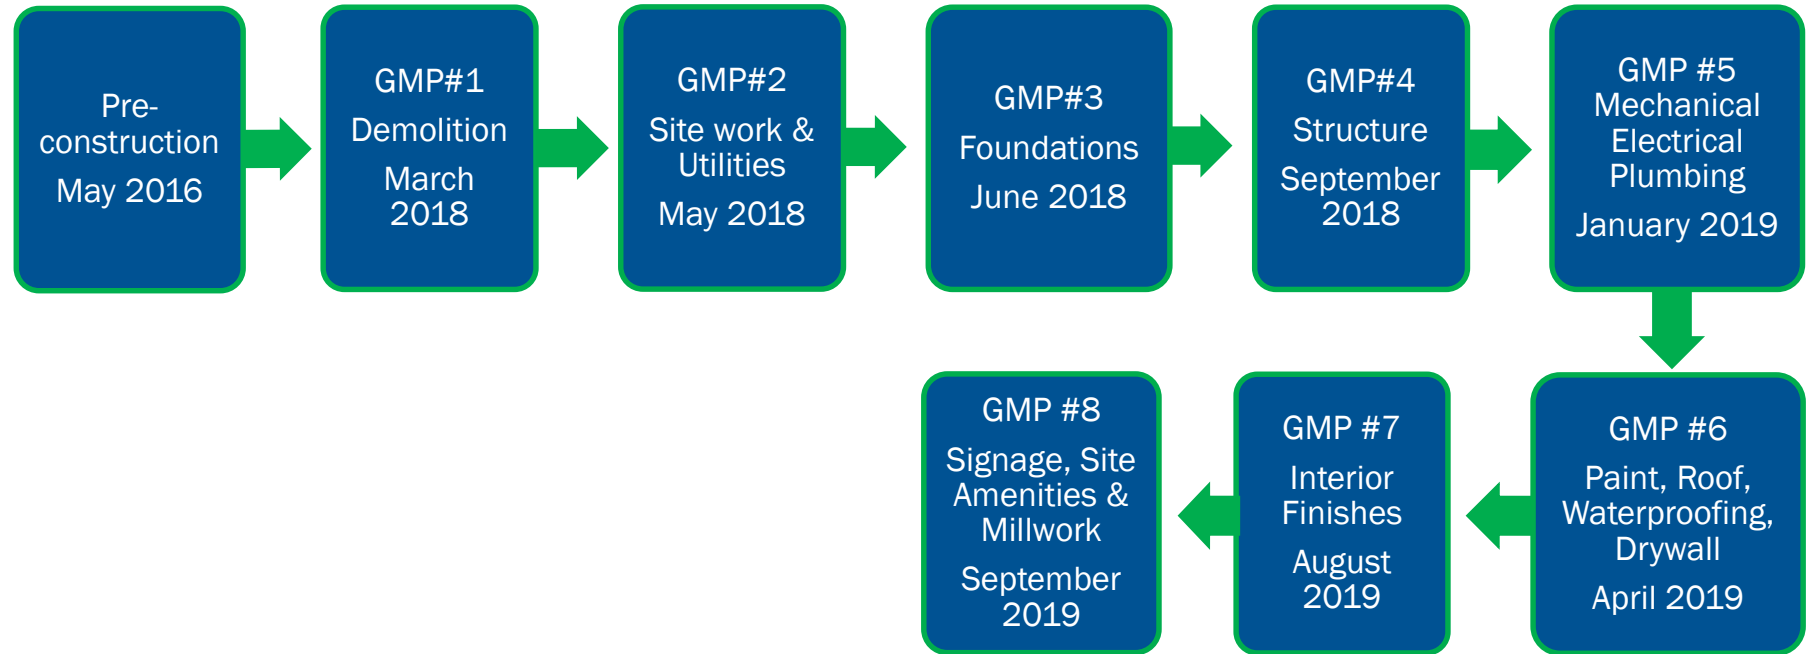 Pre-
construction
May 2016
GMP#1
Demolition
March
2018
GMP#2
Site work &
Utilities
May 2018
GMP#3
Foundations
June 2018
GMP#4
Structure
September
2018
GMP #5
Mechanical
Electrical
Plumbing
January 2019
GMP #6
Paint, Roof,
Waterproofing,
Drywall
April 2019
GMP #7
Interior
Finishes
August
2019
GMP #8
Signage, Site
Amenities &
Millwork
September
2019